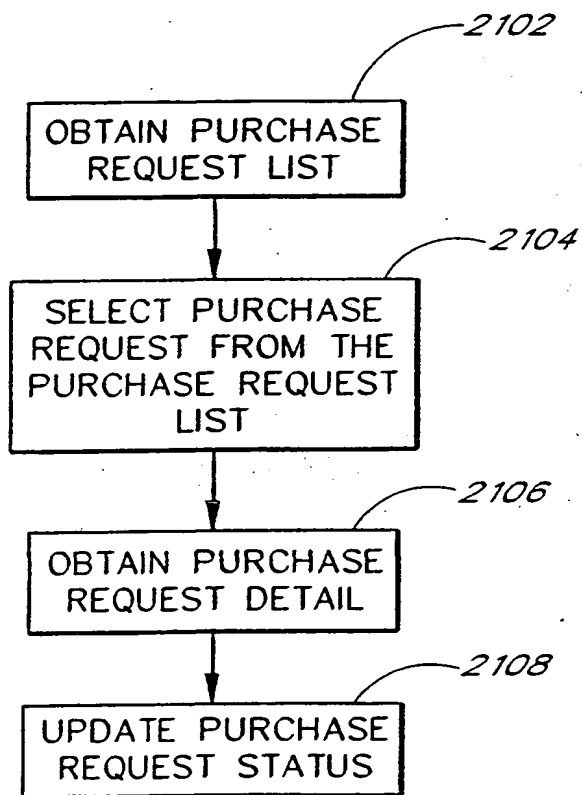 2102
OBTAIN PURCHASE
REQUEST LIST
2104
SELECT PURCHASE
REQUEST FROM THE
PURCHASE REQUEST
LIST
2106
OBTAIN PURCHASE
REQUEST DETAIL
2108
UPDATE PURCHASE
REQUEST STATUS